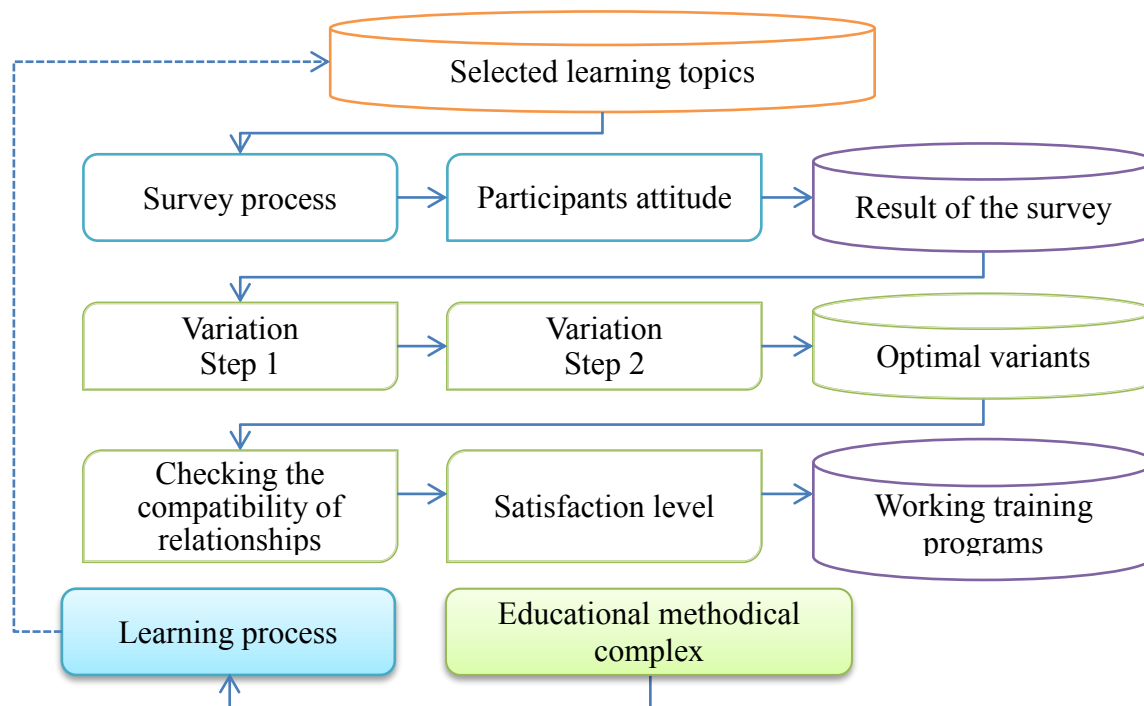 Selected learning topics
Survey process
Participants attitude
Result of the survey
Variation
Step 1
Variation
Step 2
Optimal variants
Checking the
compatibility of
relationships
Satisfaction level
Working training
programs
Learning process
Educational methodical
complex